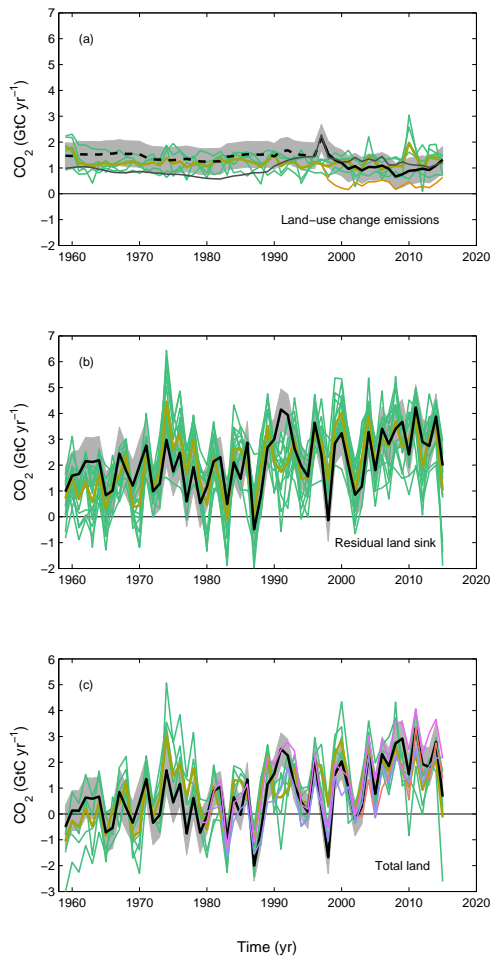 (a)
CO2 (GtC yr−1)
6
5
4
3
2
1
0
−1
−2
Land−use change emissions
1960 1970 1980 1990 2000 2010 2020
(b)
CO2 (GtC yr−1)
7
6
5
4
3
2
1
0
−1
−2
Residual land sink
1960 1970 1980 1990 2000 2010 2020
(c)
CO2 (GtC yr−1)
6
5
4
3
2
1
0
−1
−2
−3
Total land
1960 1970 1980 1990 2000 2010 2020
Time (yr)